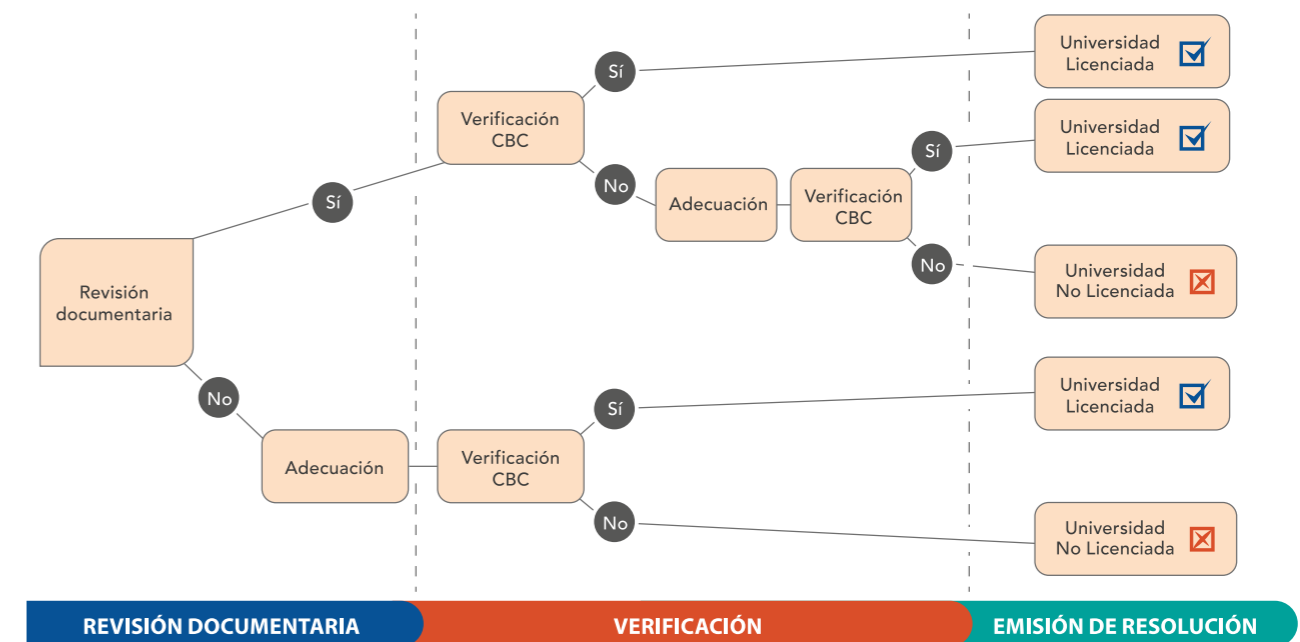 Universidad
Licenciada
Sí
Verificación
CBC
Universidad
Licenciada
Sí
No
Adecuación
Verificación
CBC
Sí
No
Universidad
No Licenciada
Revisión
documentaria
No
Universidad
Licenciada
Sí
Adecuación
Verificación
CBC
No
Universidad
No Licenciada
REVISIÓN DOCUMENTARIA
VERIFICACIÓN
EMISIÓN DE RESOLUCIÓN